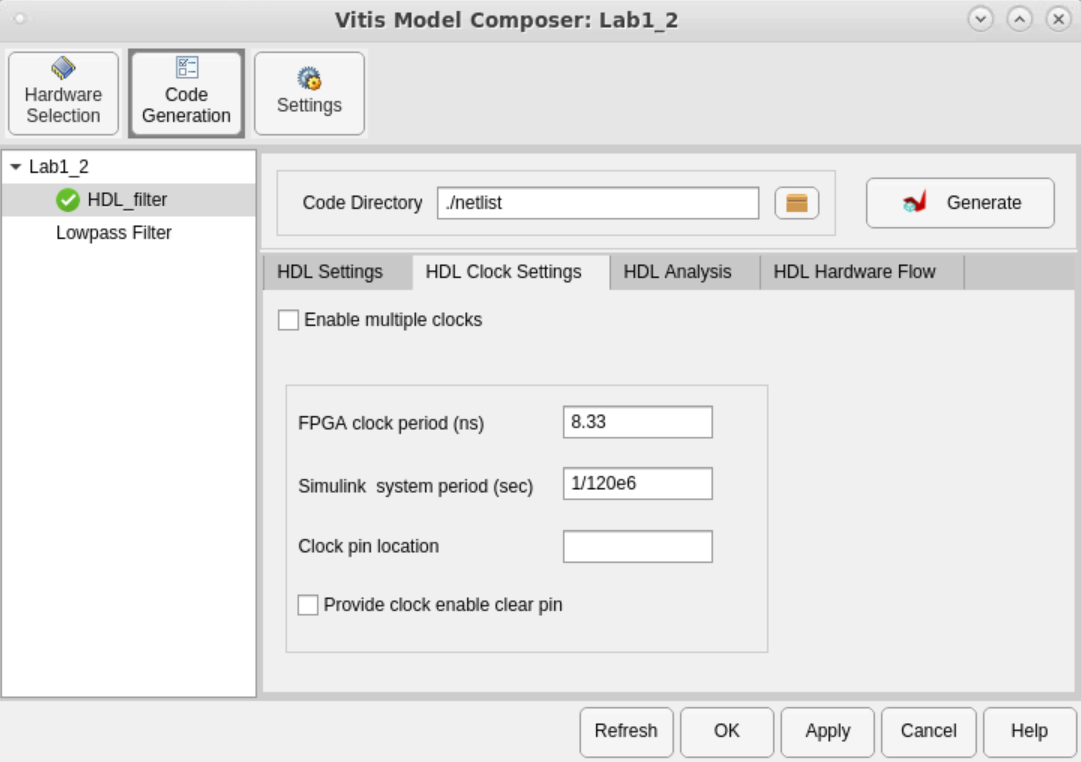 Vitis Model Composer: Lab1_2
Hardware
Selection
Code
Generation
Settings
Lab1_2
HDL_filter
Lowpass Filter
Code Directory ./netlist
Generate
HDL Settings HDL Clock Settings HDL Analysis HDL Hardware Flow
Enable multiple clocks
FPGA clock period (ns) 8.33
Simulink system period (sec) 1/120e6
Clock pin location
Provide clock enable clear pin
Refresh OK Apply Cancel Help